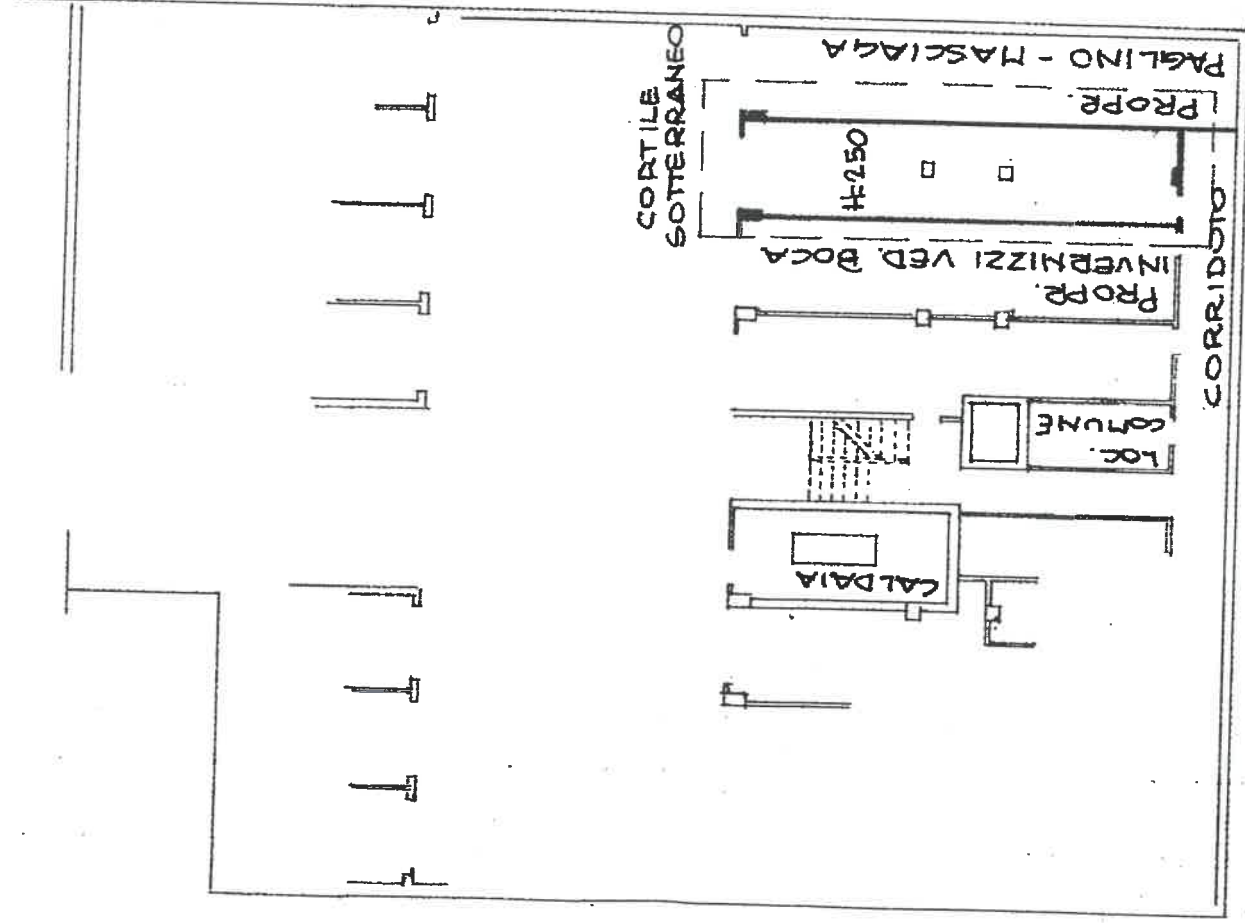 PROPR.
PAGLINO - MASCIAGA
CORTILE
SOTTERRANEO
H=250
PROPR.
INVERNIZZI VED. BOCA
CORRIDOIO
LOC.
COMUNE
CALDAIA